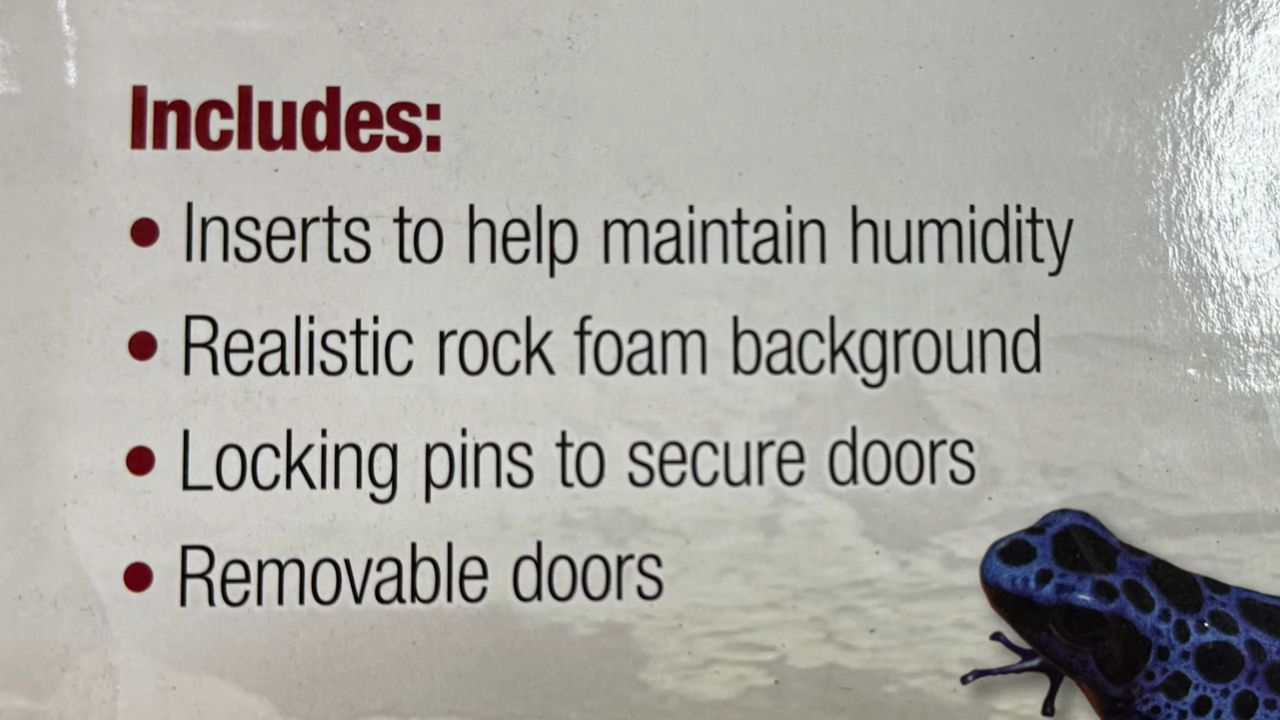 Includes:
• Inserts to help maintain humidity
• Realistic rock foam background
• Locking pins to secure doors
• Removable doors